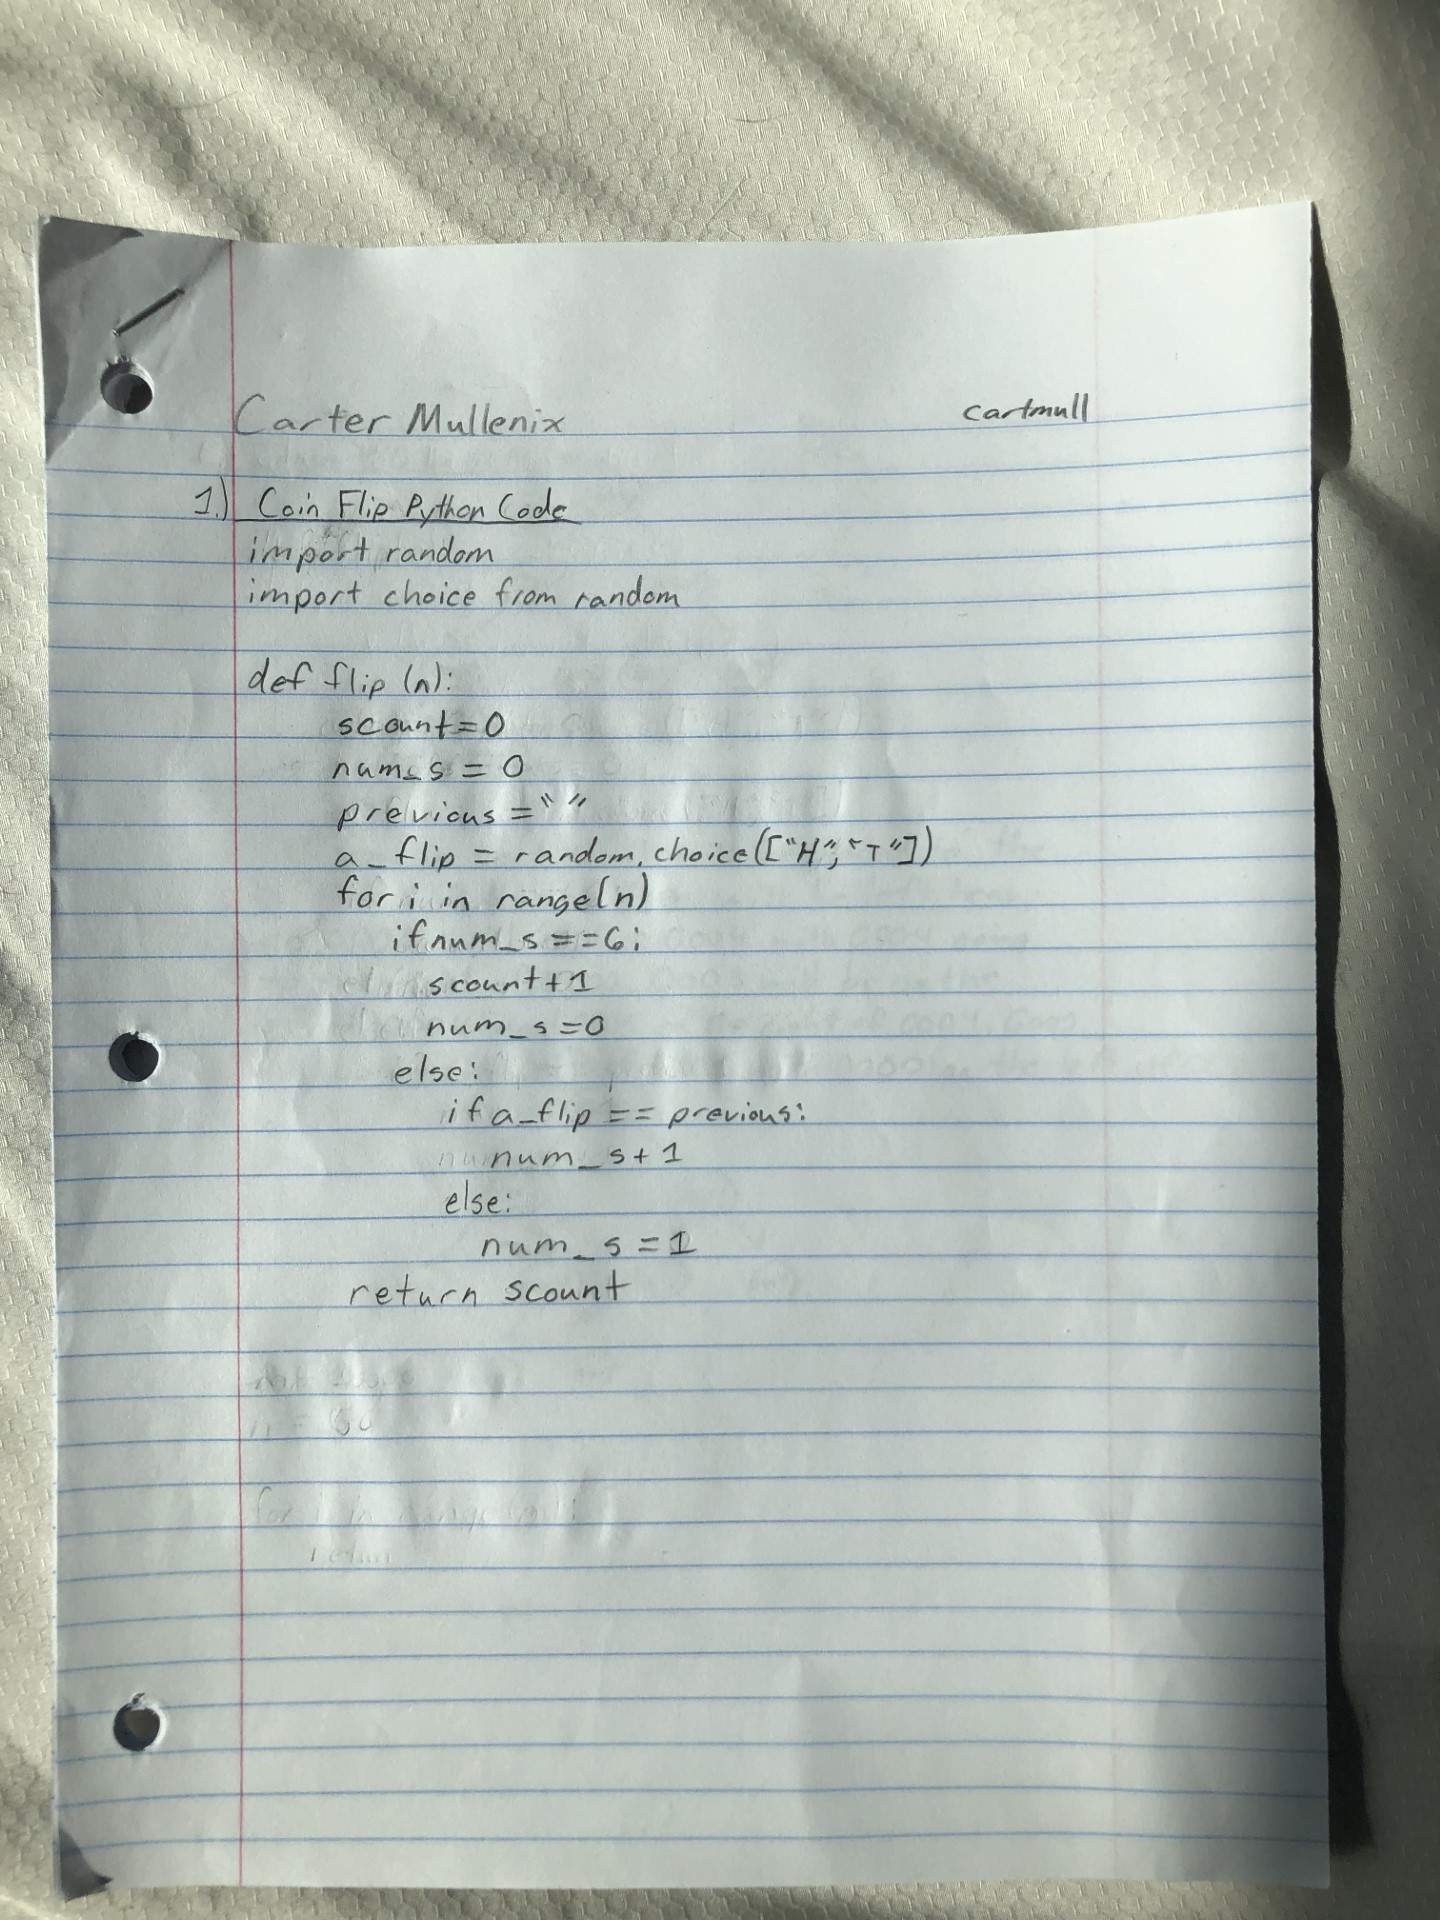 Carter Mullenix cartmull
1.) Coin Flip Python Code
import random
import choice from random
def flip (n):
scount=0
num_s = 0
previous = " "
a_flip = random.choice(["H","T"])
for i in range(n)
if num_s ==6:
scount+1
num_s=0
else:
if a_flip == previous:
num_s+1
else:
num_s=1
return scount